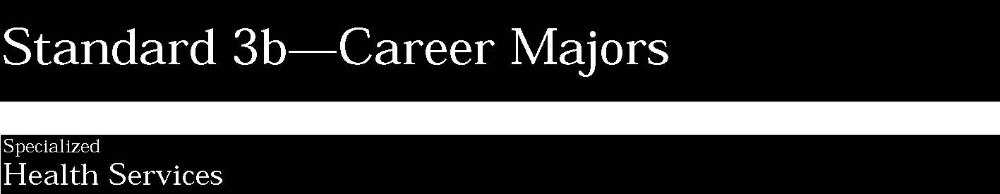 Standard 3b—Career Majors
Specialized
Health Services